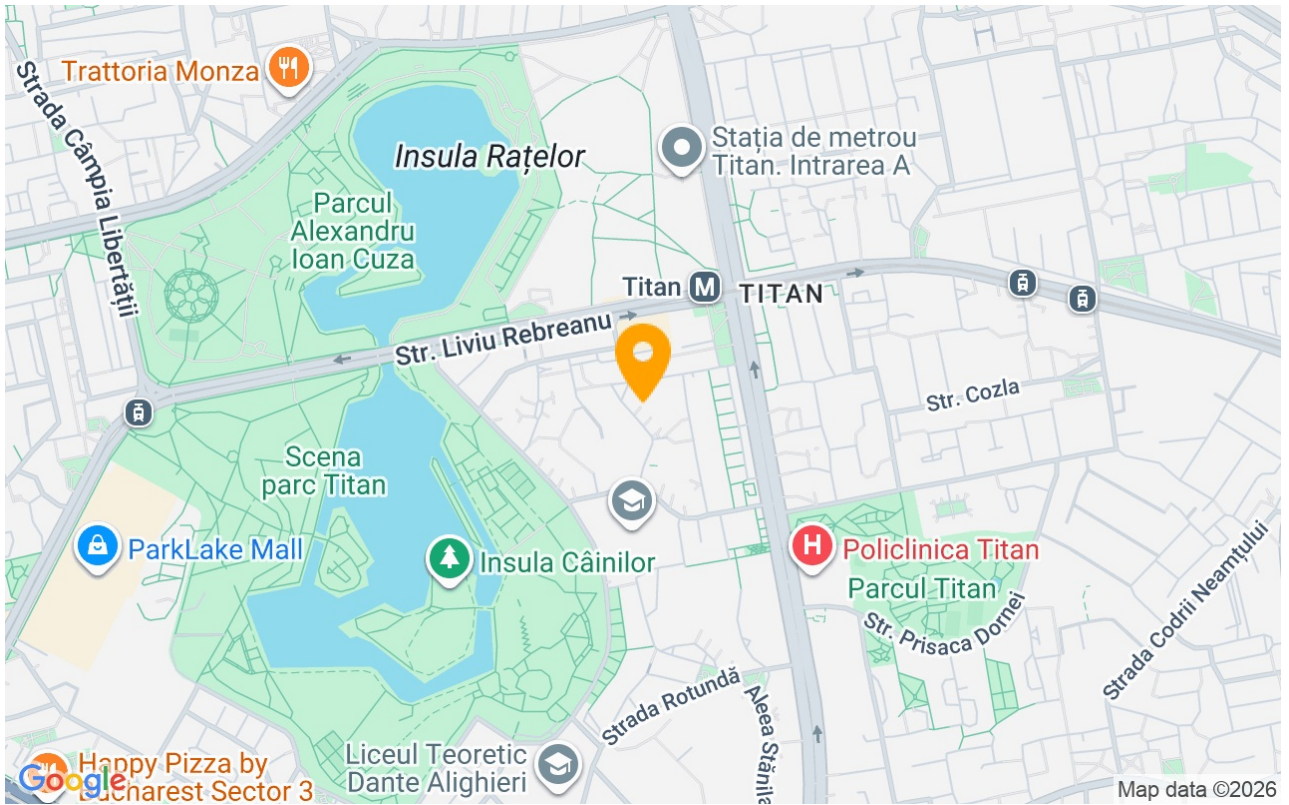 Trattoria Monza
Strada Câmpia Libertății
Insula Rațelor
Stația de metrou
Titan. Intrarea A
Parcul
Alexandru
Ioan Cuza
Titan M
TITAN
Str. Liviu Rebreanu
Str. Cozla
Scena
parc Titan
ParkLake Mall
Insula Câinilor
H Policlinica Titan
Parcul Titan
Str. Prisaca Dornei
Strada Codrii Neamțului
Strada Rotundă
Aleea Stănila
Liceul Teoretic
Dante Alighieri
Happy Pizza by
Bucharest Sector 3
Google
Map data ©2026